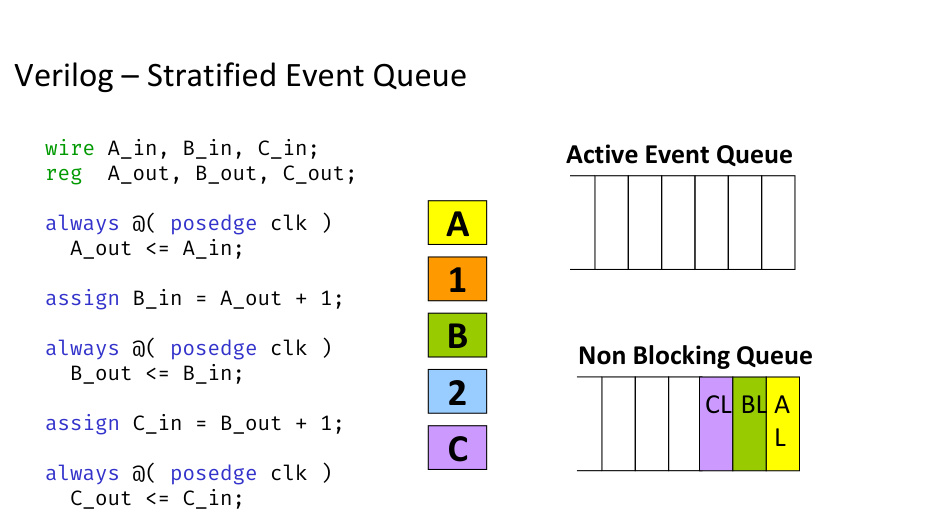 Verilog – Stratified Event Queue
wire A_in, B_in, C_in;
reg  A_out, B_out, C_out;
always @( posedge clk )
  A_out <= A_in;
assign B_in = A_out + 1;
always @( posedge clk )
  B_out <= B_in;
assign C_in = B_out + 1;
always @( posedge clk )
  C_out <= C_in;
A
1
B
2
C
Active Event Queue
Non Blocking Queue
CL BL A
L